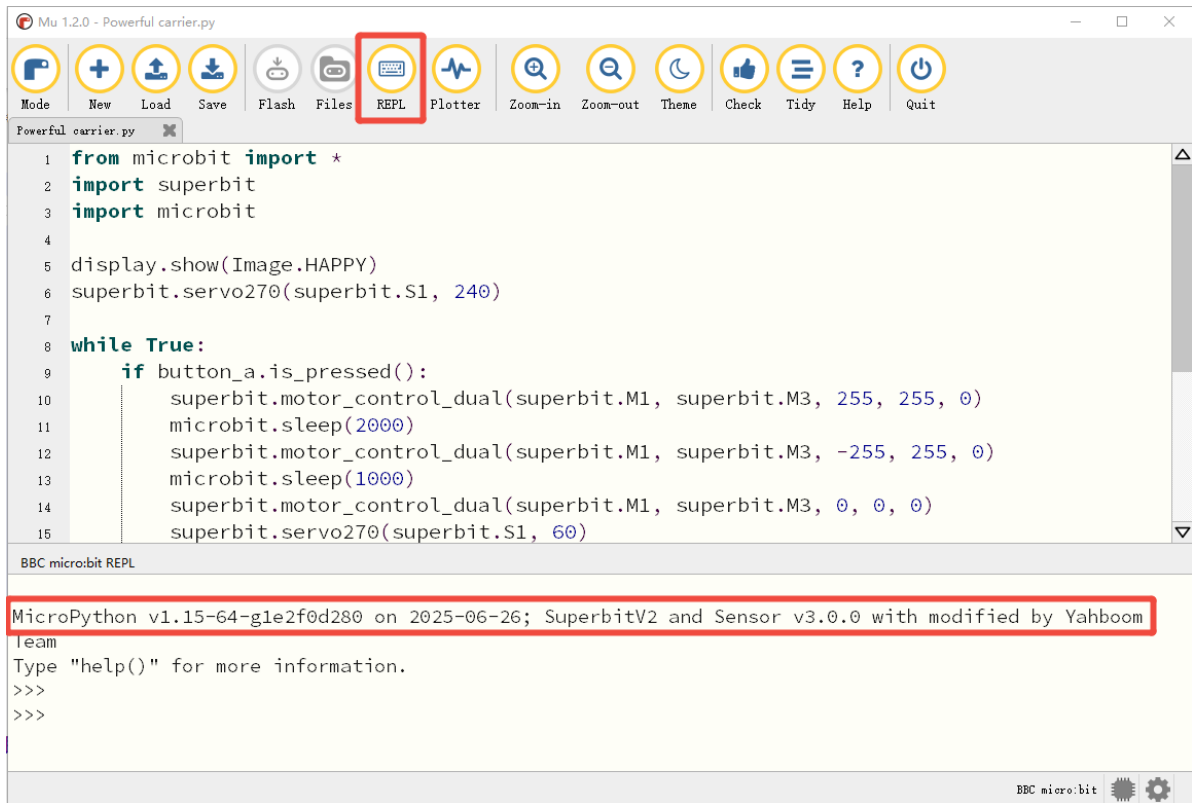 Mu 1.2.0 - Powerful carrier.py
Mode New Load Save Flash Files REPL Plotter Zoom-in Zoom-out Theme Check Tidy Help Quit
Powerful carrier.py
1 from microbit import *
2 import superbit
3 import microbit
4
5 display.show(Image.HAPPY)
6 superbit.servo270(superbit.S1, 240)
7
8 while True:
9 if button_a.is_pressed():
10 superbit.motor_control_dual(superbit.M1, superbit.M3, 255, 255, 0)
11 microbit.sleep(2000)
12 superbit.motor_control_dual(superbit.M1, superbit.M3, -255, 255, 0)
13 microbit.sleep(1000)
14 superbit.motor_control_dual(superbit.M1, superbit.M3, 0, 0, 0)
15 superbit.servo270(superbit.S1, 60)
BBC micro:bit REPL
MicroPython v1.15-64-g1e2f0d280 on 2025-06-26; SuperbitV2 and Sensor v3.0.0 with modified by Yahboom
Team
Type "help()" for more information.
>>>
>>>
BBC micro:bit